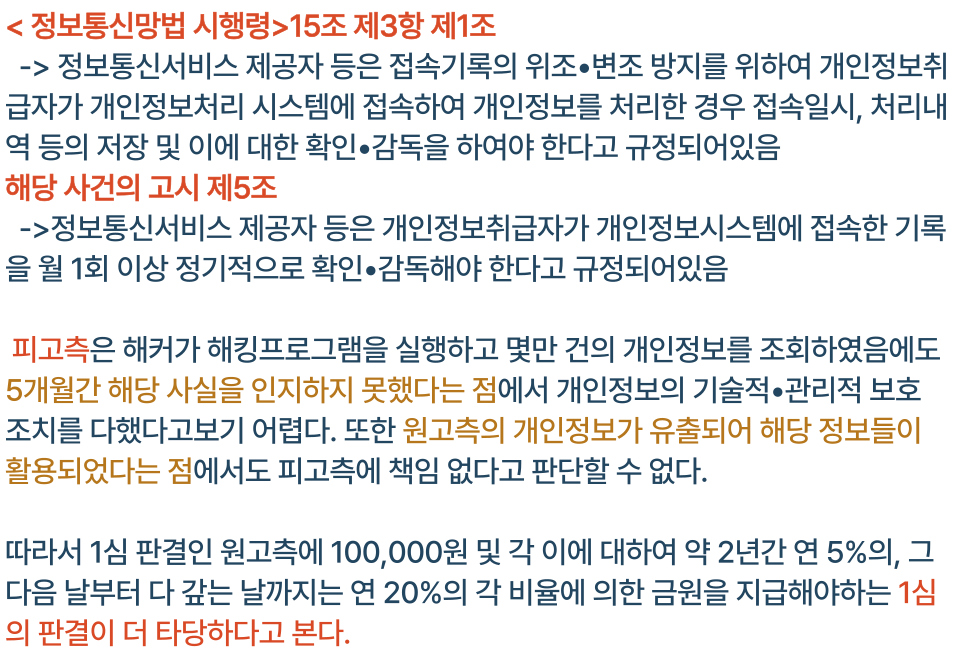 < 정보통신망법 시행령>15조 제3항 제1조
-> 정보통신서비스 제공자 등은 접속기록의 위조•변조 방지를 위하여 개인정보취
급자가 개인정보처리 시스템에 접속하여 개인정보를 처리한 경우 접속일시, 처리내
역 등의 저장 및 이에 대한 확인•감독을 하여야 한다고 규정되어있음
해당 사건의 고시 제5조
->정보통신서비스 제공자 등은 개인정보취급자가 개인정보시스템에 접속한 기록
을 월 1회 이상 정기적으로 확인•감독해야 한다고 규정되어있음
피고측은 해커가 해킹프로그램을 실행하고 몇만 건의 개인정보를 조회하였음에도
5개월간 해당 사실을 인지하지 못했다는 점에서 개인정보의 기술적•관리적 보호
조치를 다했다고보기 어렵다. 또한 원고측의 개인정보가 유출되어 해당 정보들이
활용되었다는 점에서도 피고측에 책임 없다고 판단할 수 없다.
따라서 1심 판결인 원고측에 100,000원 및 각 이에 대하여 약 2년간 연 5%의, 그
다음 날부터 다 갚는 날까지는 연 20%의 각 비율에 의한 금원을 지급해야하는 1심
의 판결이 더 타당하다고 본다.